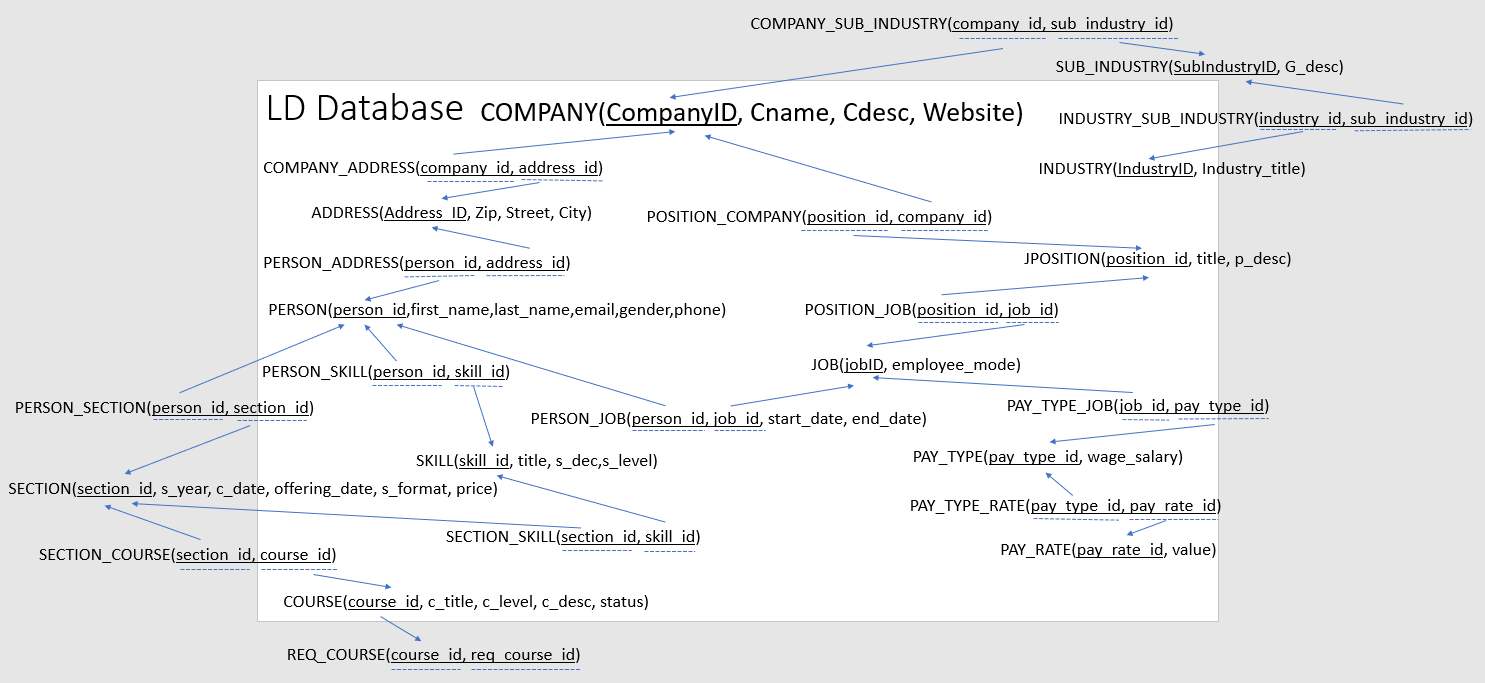 COMPANY_SUB_INDUSTRY(company_id, sub_industry_id)
SUB_INDUSTRY(SubIndustryID, G_desc)
LD Database COMPANY(CompanyID, Cname, Cdesc, Website)
INDUSTRY_SUB_INDUSTRY(industry_id, sub_industry_id)
COMPANY_ADDRESS(company_id, address_id)
INDUSTRY(IndustryID, Industry_title)
ADDRESS(Address_ID, Zip, Street, City)
POSITION_COMPANY(position_id, company_id)
PERSON_ADDRESS(person_id, address_id)
JPOSITION(position_id, title, p_desc)
PERSON(person_id,first_name,last_name,email,gender,phone)
POSITION_JOB(position_id, job_id)
PERSON_SKILL(person_id, skill_id)
JOB(jobID, employee_mode)
PERSON_SECTION(person_id, section_id)
PERSON_JOB(person_id, job_id, start_date, end_date)
PAY_TYPE_JOB(job_id, pay_type_id)
SKILL(skill_id, title, s_dec,s_level)
PAY_TYPE(pay_type_id, wage_salary)
SECTION(section_id, s_year, c_date, offering_date, s_format, price)
PAY_TYPE_RATE(pay_type_id, pay_rate_id)
SECTION_SKILL(section_id, skill_id)
PAY_RATE(pay_rate_id, value)
SECTION_COURSE(section_id, course_id)
COURSE(course_id, c_title, c_level, c_desc, status)
REQ_COURSE(course_id, req_course_id)